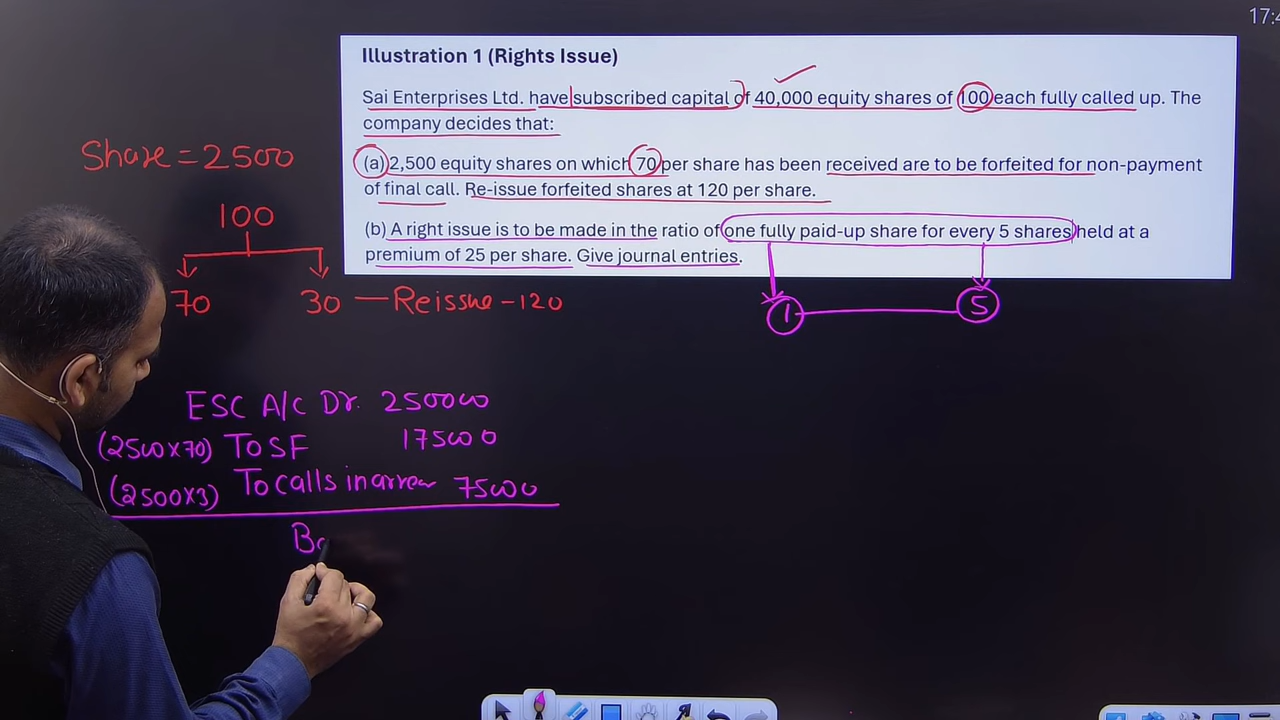 17:4
Illustration 1 (Rights Issue)
Sai Enterprises Ltd. have subscribed capital of 40,000 equity shares of 100 each fully called up. The
company decides that:
(a) 2,500 equity shares on which 70 per share has been received are to be forfeited for non-payment
of final call. Re-issue forfeited shares at 120 per share.
(b) A right issue is to be made in the ratio of one fully paid-up share for every 5 shares held at a
premium of 25 per share. Give journal entries.
1 5
Share = 2500
100
70 30 — Reissue - 120
ESC A/C Dr. 250000
(2500x70) To SF 175000
(2500x3) To calls in arrear 75000
Ba